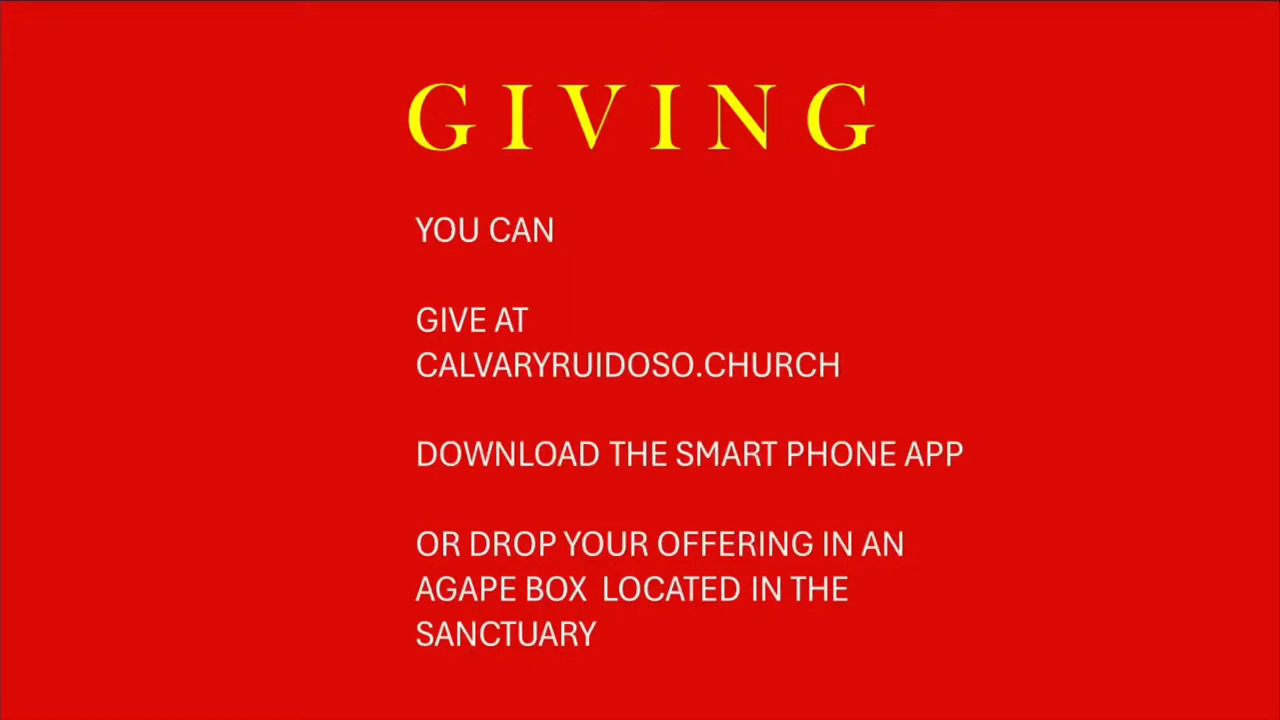 GIVING
YOU CAN
GIVE AT
CALVARYRUIDOSO.CHURCH
DOWNLOAD THE SMART PHONE APP
OR DROP YOUR OFFERING IN AN
AGAPE BOX  LOCATED IN THE
SANCTUARY